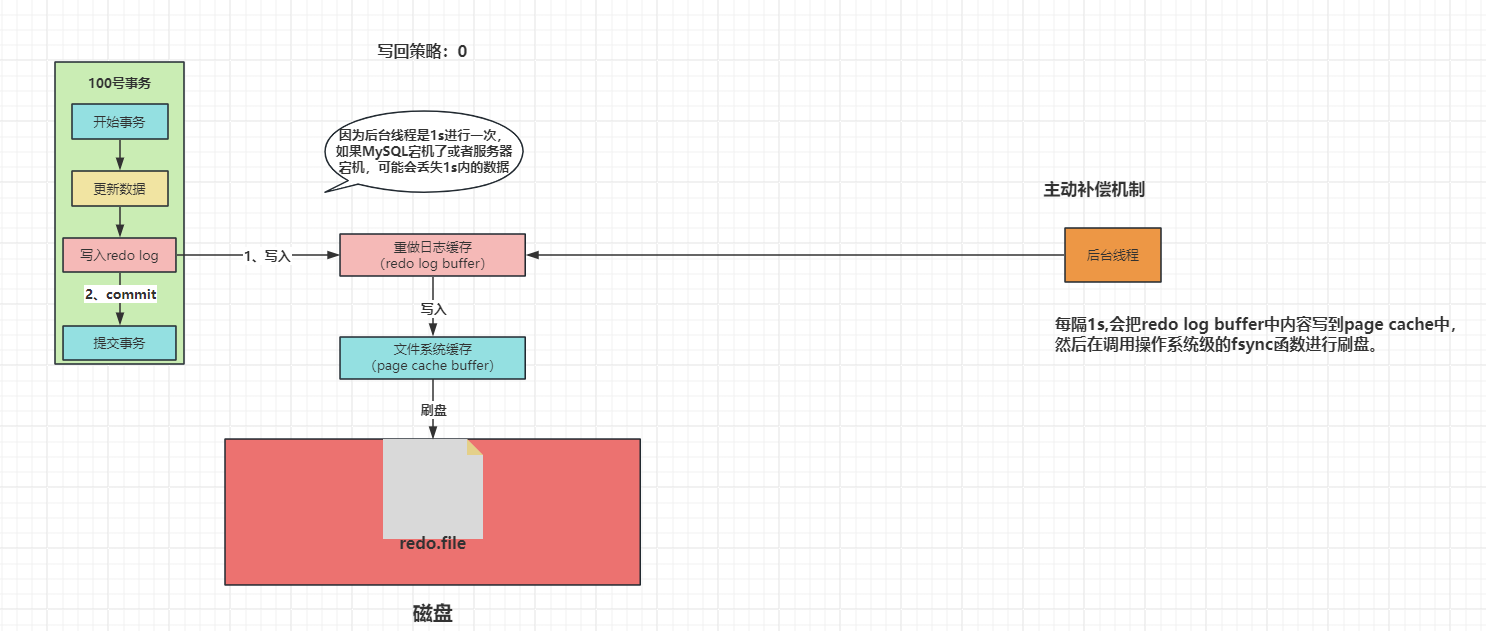 写回策略：0
100号事务
开始事务
更新数据
写入redo log
2、commit
提交事务
1、写入
因为后台线程是1s进行一次，
如果MySQL宕机了或者服务器
宕机，可能会丢失1s内的数据
重做日志缓存
（redo log buffer）
写入
文件系统缓存
（page cache buffer）
刷盘
redo.file
磁盘
主动补偿机制
后台线程
每隔1s,会把redo log buffer中内容写到page cache中，
然后在调用操作系统级的fsync函数进行刷盘。